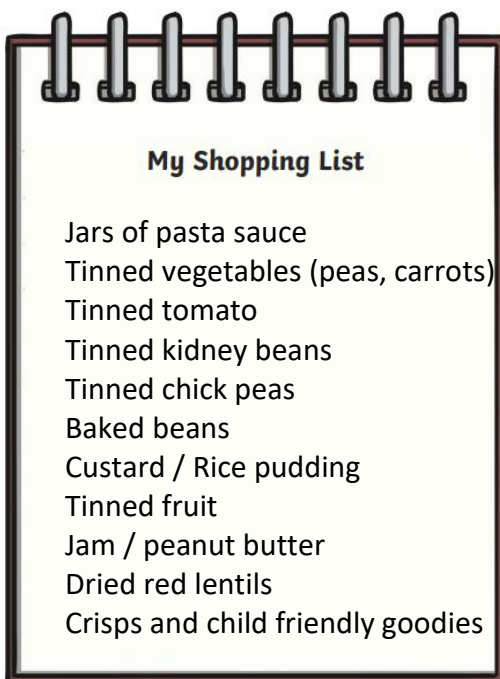 My Shopping List
Jars of pasta sauce
Tinned vegetables (peas, carrots)
Tinned tomato
Tinned kidney beans
Tinned chick peas
Baked beans
Custard / Rice pudding
Tinned fruit
Jam / peanut butter
Dried red lentils
Crisps and child friendly goodies